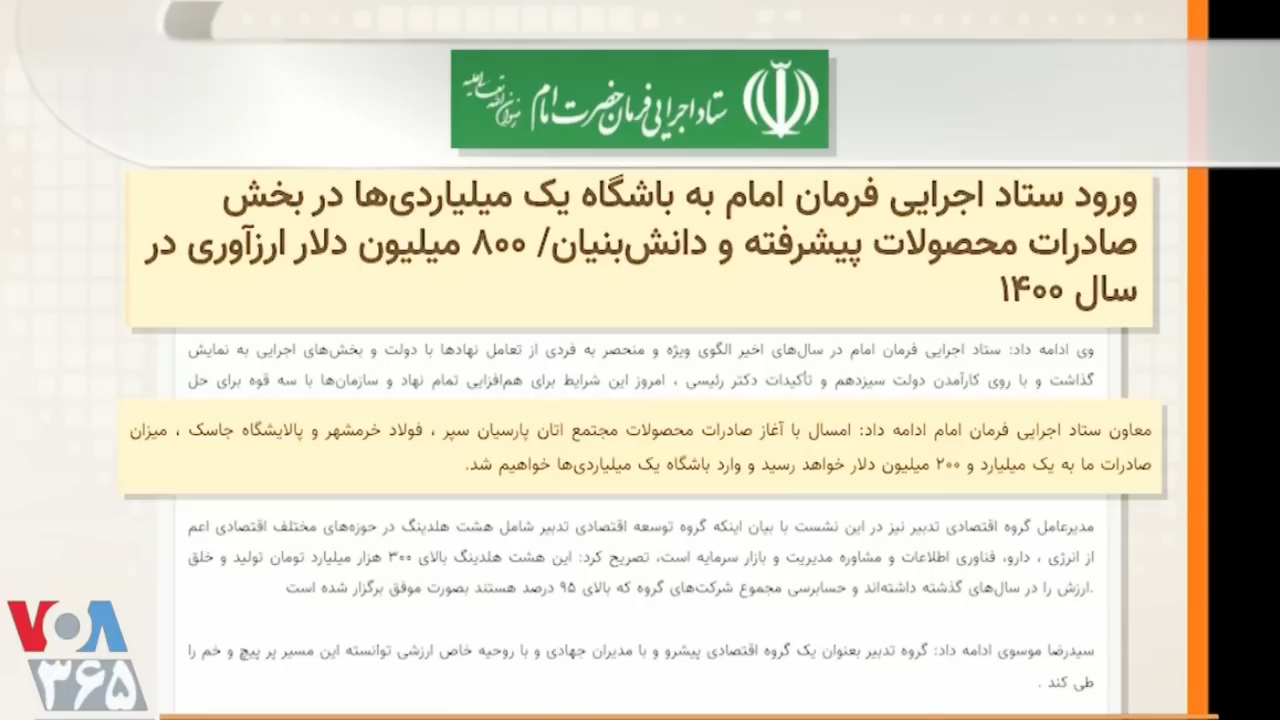 ستاد اجرایی فرمان حضرت امام
رضوان الله تعالی علیه
ورود ستاد اجرایی فرمان امام به باشگاه یک میلیاردی‌ها در بخش
صادرات محصولات پیشرفته و دانش‌بنیان/ ۸۰۰ میلیون دلار ارزآوری در
سال ۱۴۰۰
وی ادامه داد: ستاد اجرایی فرمان امام در سال‌های اخیر الگوی ویژه و منحصر به فردی از تعامل نهادها با دولت و بخش‌های اجرایی به نمایش
گذاشت و با روی کارآمدن دولت سیزدهم و تأکیدات دکتر رئیسی ، امروز این شرایط برای هم‌افزایی تمام نهاد و سازمان‌ها با سه قوه برای حل
معاون ستاد اجرایی فرمان امام ادامه داد: امسال با آغاز صادرات محصولات مجتمع اتان پارسیان سپر ، فولاد خرمشهر و پالایشگاه جاسک ، میزان
صادرات ما به یک میلیارد و ۲۰۰ میلیون دلار خواهد رسید و وارد باشگاه یک میلیاردی‌ها خواهیم شد.
مدیرعامل گروه اقتصادی تدبیر نیز در این نشست با بیان اینکه گروه توسعه اقتصادی تدبیر شامل هشت هلدینگ در حوزه‌های مختلف اقتصادی اعم
از انرژی ، دارو، فناوری اطلاعات و مشاوره مدیریت و بازار سرمایه است، تصریح کرد: این هشت هلدینگ بالای ۳۰۰ هزار میلیارد تومان تولید و خلق
.ارزش را در سال‌های گذشته داشته‌اند و حسابرسی مجموع شرکت‌های گروه که بالای ۹۵ درصد هستند بصورت موفق برگزار شده است
سیدرضا موسوی ادامه داد: گروه تدبیر بعنوان یک گروه اقتصادی پیشرو و با مدیران جهادی و با روحیه خاص ارزشی توانسته این مسیر پر پیچ و خم را
طی کند .
VOA
۳۶۵